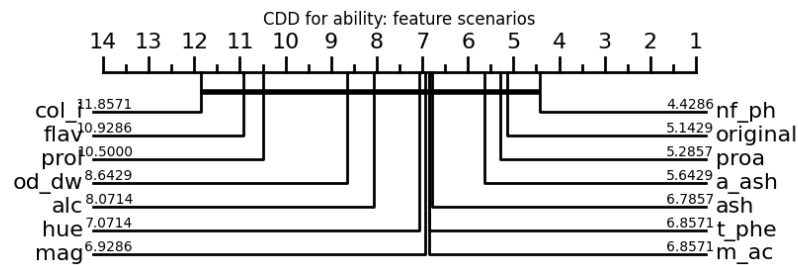 CDD for ability: feature scenarios
14 13 12 11 10 9 8 7 6 5 4 3 2 1
col_i 11.8571 4.4286 nf_ph
flav 10.9286 5.1429 original
prol 10.5000 5.2857 proa
od_dw 8.6429 5.6429 a_ash
alc 8.0714 6.7857 ash
hue 7.0714 6.8571 t_phe
mag 6.9286 6.8571 m_ac